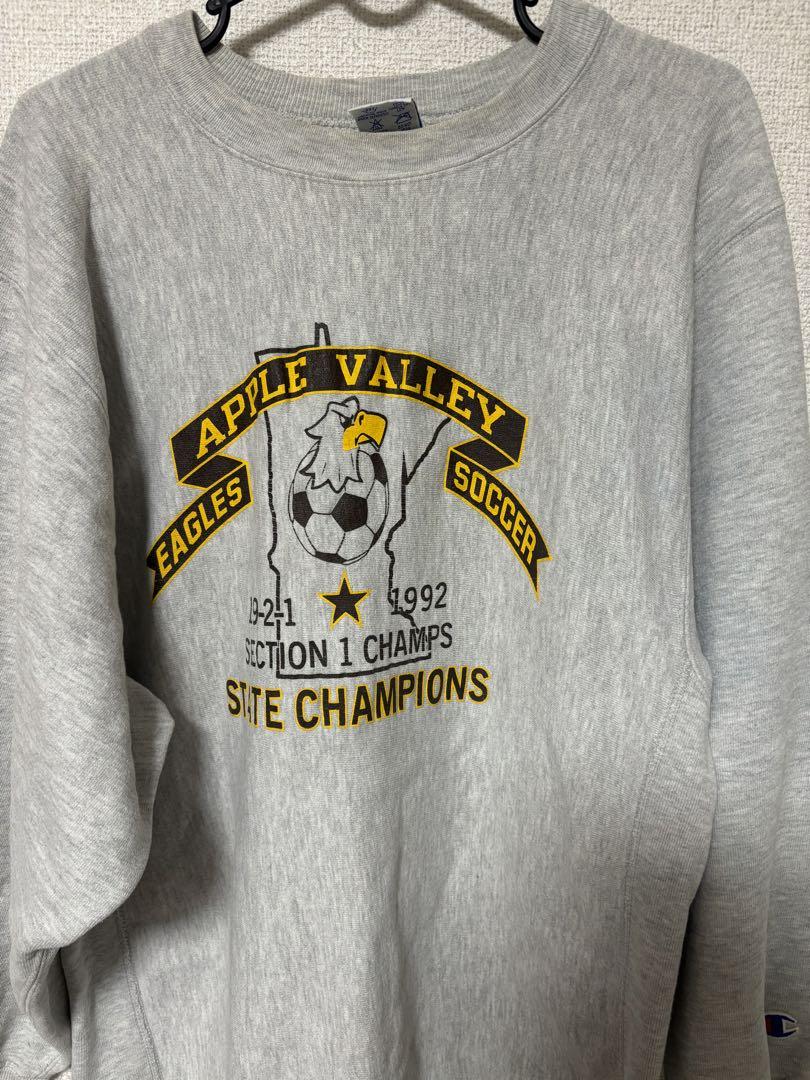 APPLE VALLEY
EAGLES SOCCER
19-2-1 1992
SECTION 1 CHAMPS
STATE CHAMPIONS